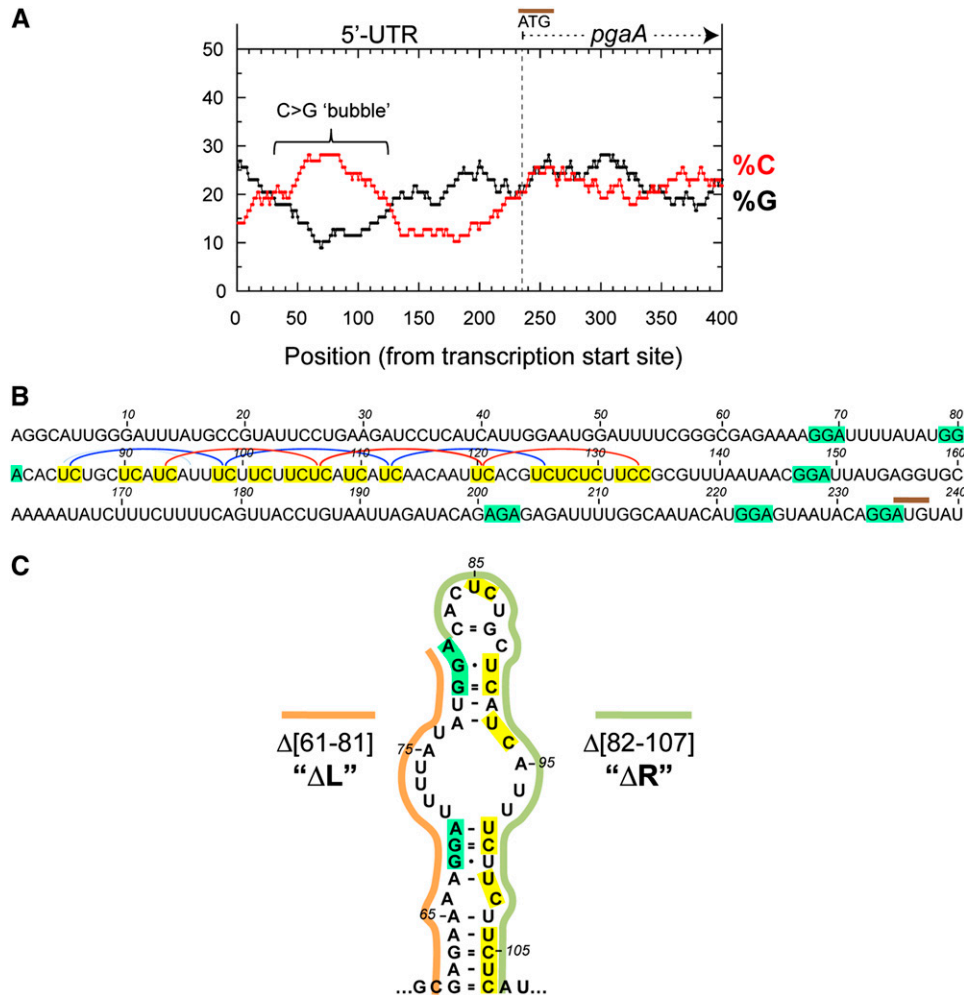 A
ATG
5'-UTR
pgaA
50
40
30
20
10
0
C>G 'bubble'
%C
%G
0 50 100 150 200 250 300 350 400
Position (from transcription start site)
B
10 20 30 40 50 60 70 80
AGGCAUUGGGAUUUAUGCCGUAUUCCUGAAGAUCCUCAUCAUUGGAAUGGAUUUUCGGGCGAGAAAAGGAUUUUAUAUGG
90 100 110 120 130 140 150 160
ACACUCUGCUCAUCAUUUCUUCUUCUCAUCAUCAACAAUUCACGUCUCUCUUCCGCGUUUAAUAACGGAUUAUGAGGUGC
170 180 190 200 210 220 230 240
AAAAAUAUCUUUCUUUUCAGUUACCUGUAAUUAGAUACAGAGAGAGAUUUUGGCAAUACAUGGAGUAAUACAGGAUGUAU
C
85
U C
C U
A G
C = G
A C
G · U
G = C
U - A
A - U
U C
75 A A 95
U U
U U
U
U
A - U
G = C
G · U
A - U
A C
65 A - U
A - U
G = C 105
A - U
...GCG = CAU...
Δ[61-81]
"ΔL"
Δ[82-107]
"ΔR"